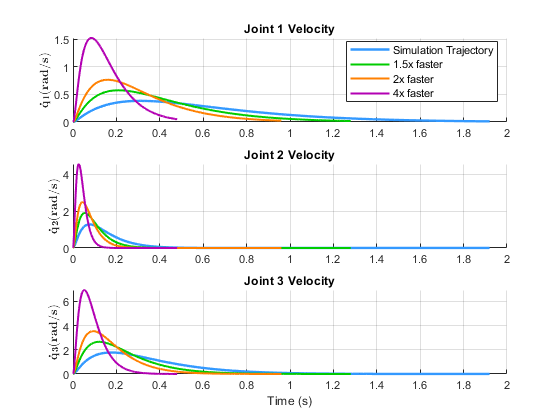 Joint 1 Velocity
1.5
1
0.5
0
q̇₁(rad/s)
Simulation Trajectory
1.5x faster
2x faster
4x faster
0 0.2 0.4 0.6 0.8 1 1.2 1.4 1.6 1.8 2
Joint 2 Velocity
4
2
0
q̇₂(rad/s)
0 0.2 0.4 0.6 0.8 1 1.2 1.4 1.6 1.8 2
Joint 3 Velocity
6
4
2
0
q̇₃(rad/s)
0 0.2 0.4 0.6 0.8 1 1.2 1.4 1.6 1.8 2
Time (s)